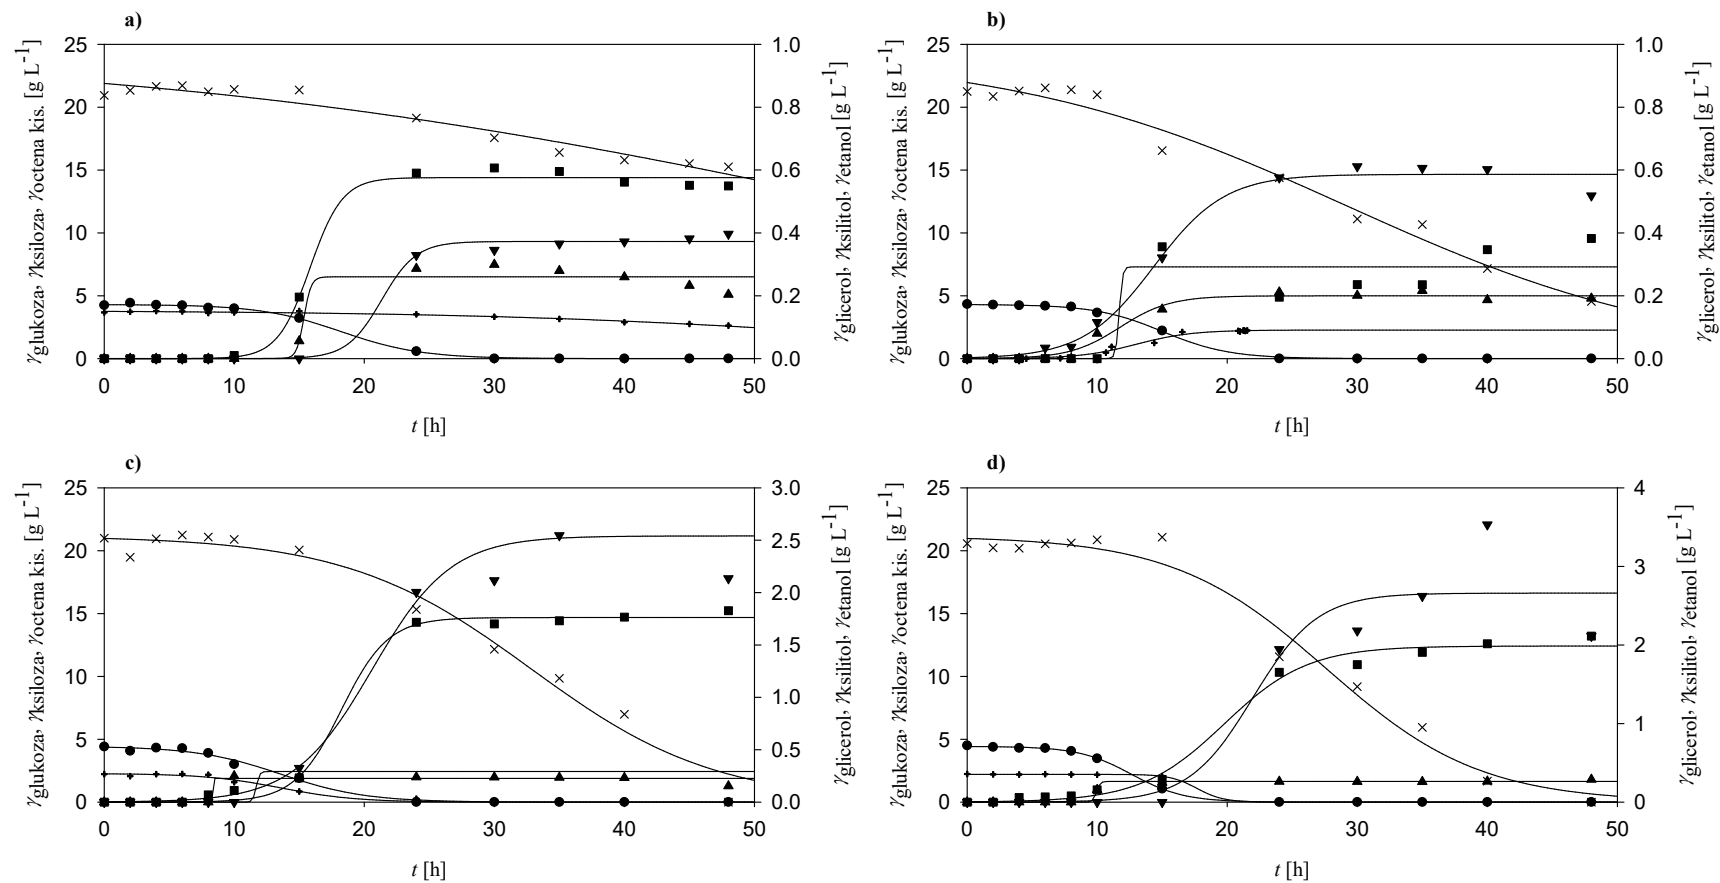 a)
γglukoza, γksiloza, γoctena kis. [g L-1]
25
20
15
10
5
0
0 10 20 30 40 50
t [h]
1.0
0.8
0.6
0.4
0.2
0.0
γglicerol, γksilitol, γetanol [g L-1]
b)
γglukoza, γksiloza, γoctena kis. [g L-1]
25
20
15
10
5
0
0 10 20 30 40 50
t [h]
1.0
0.8
0.6
0.4
0.2
0.0
γglicerol, γksilitol, γetanol [g L-1]
c)
γglukoza, γksiloza, γoctena kis. [g L-1]
25
20
15
10
5
0
0 10 20 30 40 50
t [h]
3.0
2.5
2.0
1.5
1.0
0.5
0.0
γglicerol, γksilitol, γetanol [g L-1]
d)
γglukoza, γksiloza, γoctena kis. [g L-1]
25
20
15
10
5
0
0 10 20 30 40 50
t [h]
4
3
2
1
0
γglicerol, γksilitol, γetanol [g L-1]